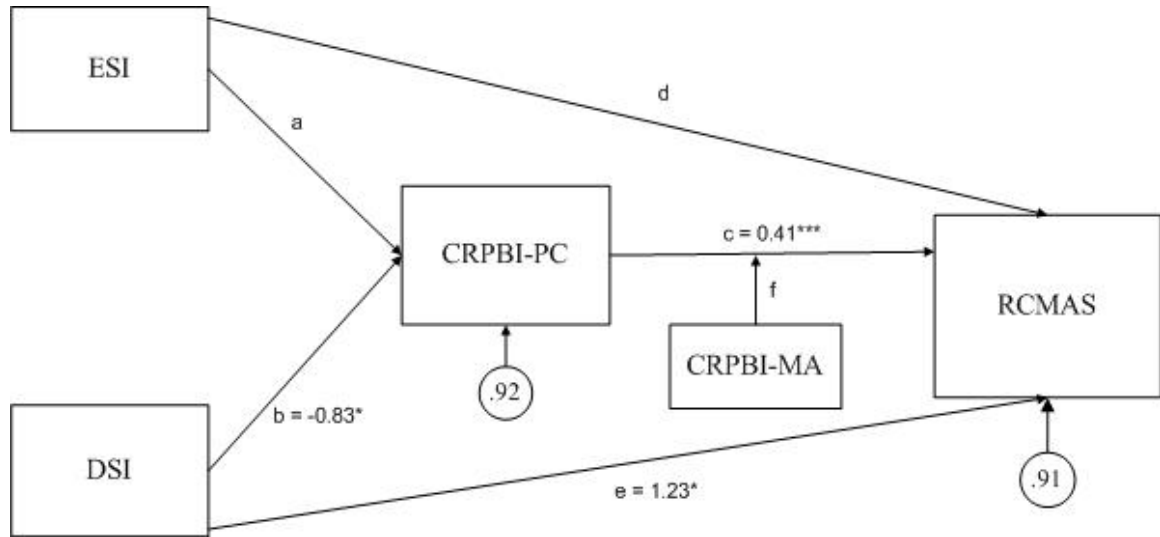 ESI
d
a
CRPBI-PC
c = 0.41***
RCMAS
f
CRPBI-MA
.92
b = -0.83*
DSI
e = 1.23*
.91